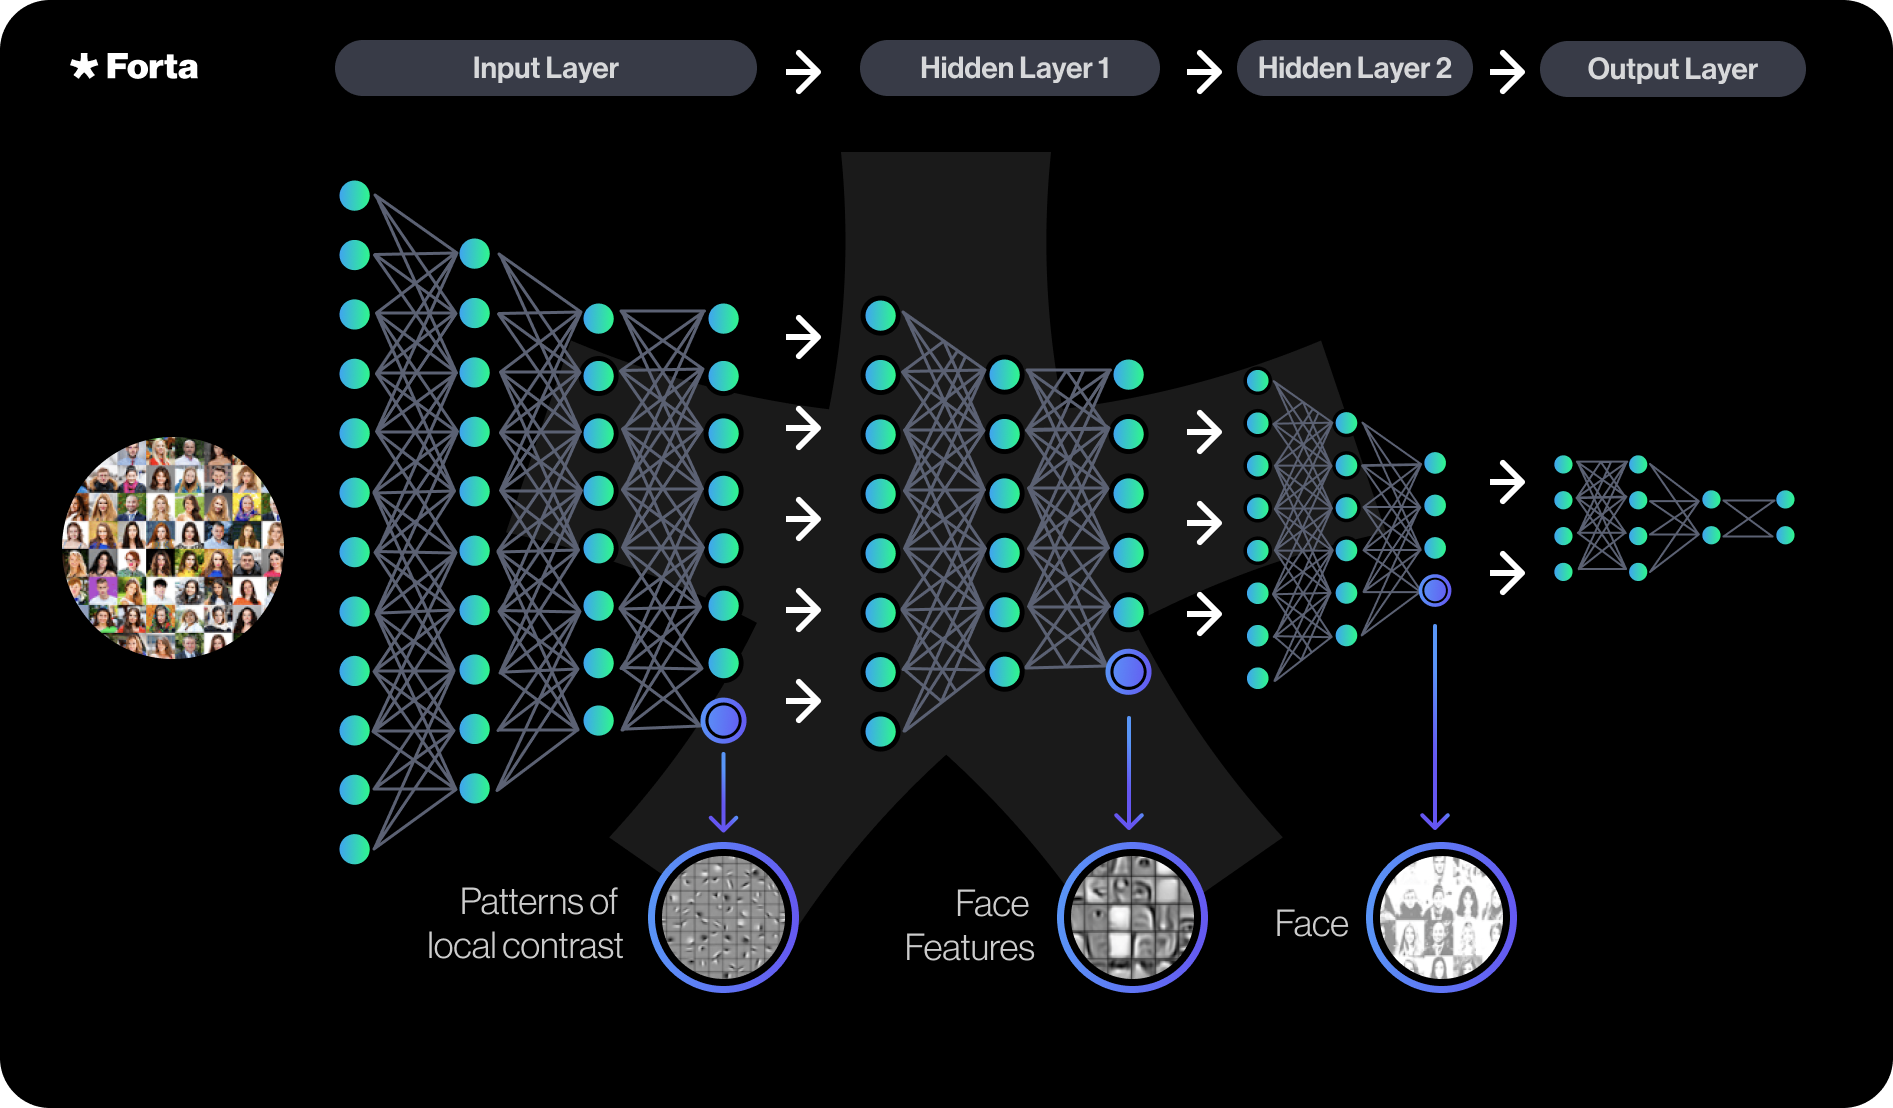 Forta
Input Layer
Hidden Layer 1
Hidden Layer 2
Output Layer
Patterns of
local contrast
Face
Features
Face